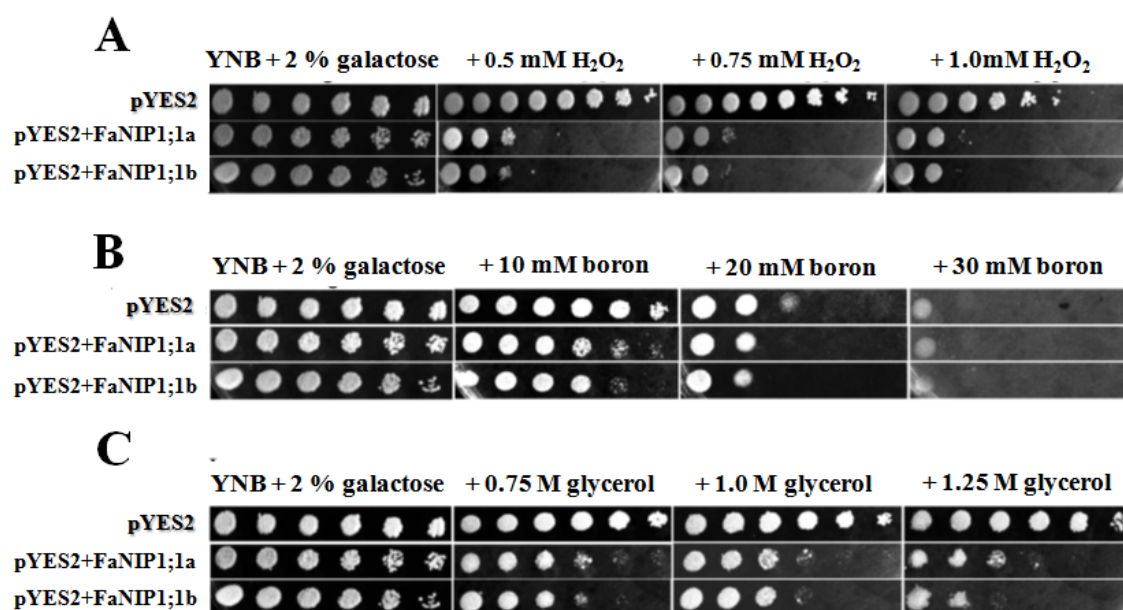 A
YNB + 2 % galactose + 0.5 mM H₂O₂ + 0.75 mM H₂O₂ + 1.0mM H₂O₂
pYES2
pYES2+FaNIP1;1a
pYES2+FaNIP1;1b
B
YNB + 2 % galactose + 10 mM boron + 20 mM boron + 30 mM boron
pYES2
pYES2+FaNIP1;1a
pYES2+FaNIP1;1b
C
YNB + 2 % galactose + 0.75 M glycerol + 1.0 M glycerol + 1.25 M glycerol
pYES2
pYES2+FaNIP1;1a
pYES2+FaNIP1;1b